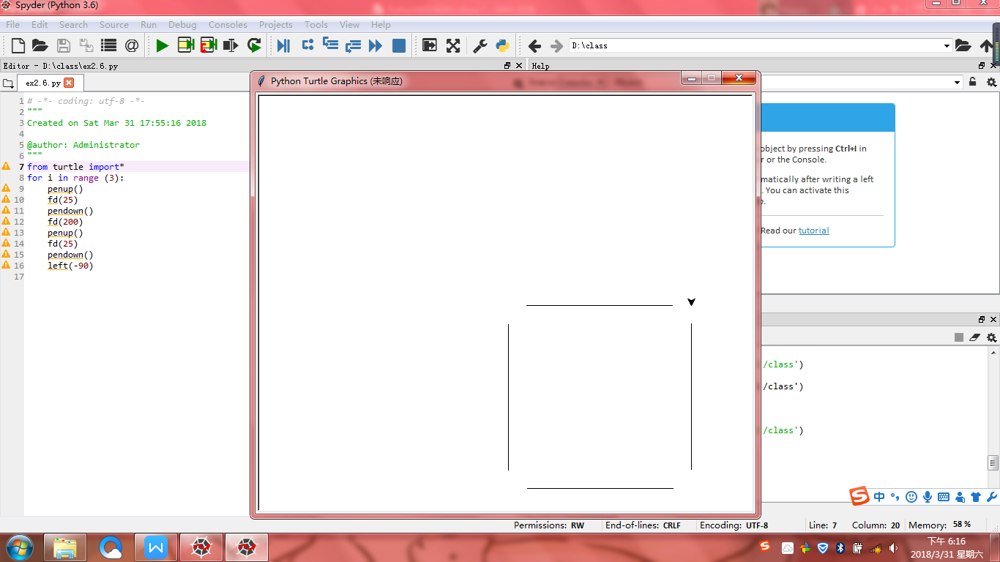 Spyder (Python 3.6)
File Edit Search Source Run Debug Consoles Projects Tools View Help
D:\class
Editor - D:\class\ex2.6.py
Help
ex2.6.py
Python Turtle Graphics (未响应)
1 # -*- coding: utf-8 -*-
2 """
3 Created on Sat Mar 31 17:55:16 2018
4
5 @author: Administrator
6 """
7 from turtle import*
8 for i in range (3):
9 penup()
10 fd(25)
11 pendown()
12 fd(200)
13 penup()
14 fd(25)
15 pendown()
16 left(-90)
17
object by pressing Ctrl+I in
or the Console.
matically after writing a left
. You can activate this
Read our tutorial
/class')
/class')
/class')
中
Permissions: RW End-of-lines: CRLF Encoding: UTF-8 Line: 7 Column: 20 Memory: 58 %
下午 6:16
2018/3/31 星期六